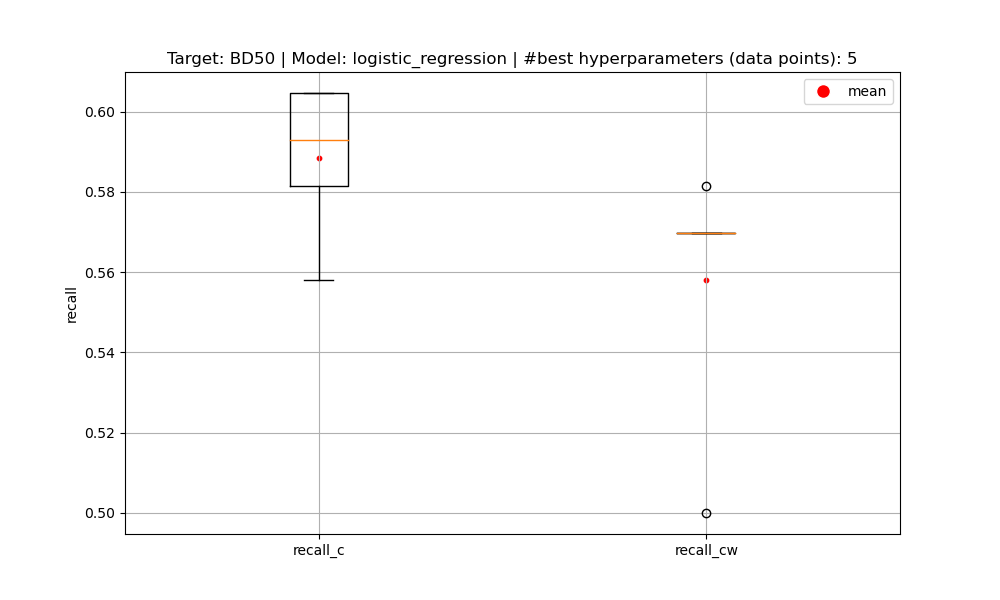 Target: BD50 | Model: logistic_regression | #best hyperparameters (data points): 5
mean
0.60
0.58
0.56
0.54
0.52
0.50
recall
recall_c
recall_cw